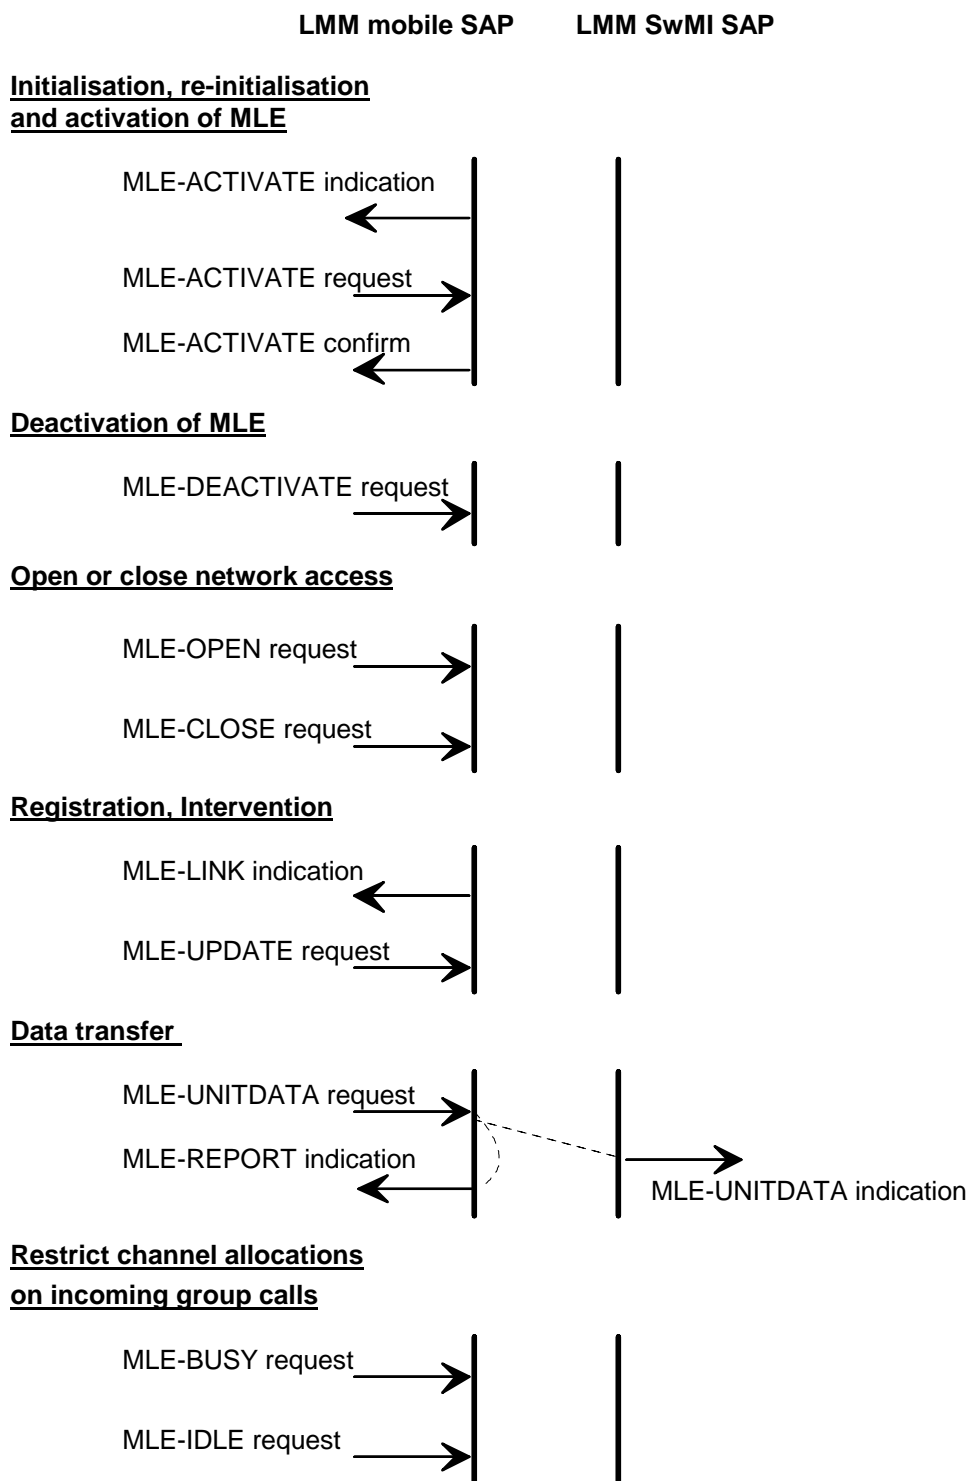 LMM mobile SAP LMM SwMI SAP
Initialisation, re-initialisation
and activation of MLE
MLE-ACTIVATE indication
MLE-ACTIVATE request
MLE-ACTIVATE confirm
Deactivation of MLE
MLE-DEACTIVATE request
Open or close network access
MLE-OPEN request
MLE-CLOSE request
Registration, Intervention
MLE-LINK indication
MLE-UPDATE request
Data transfer
MLE-UNITDATA request
MLE-REPORT indication
MLE-UNITDATA indication
Restrict channel allocations
on incoming group calls
MLE-BUSY request
MLE-IDLE request